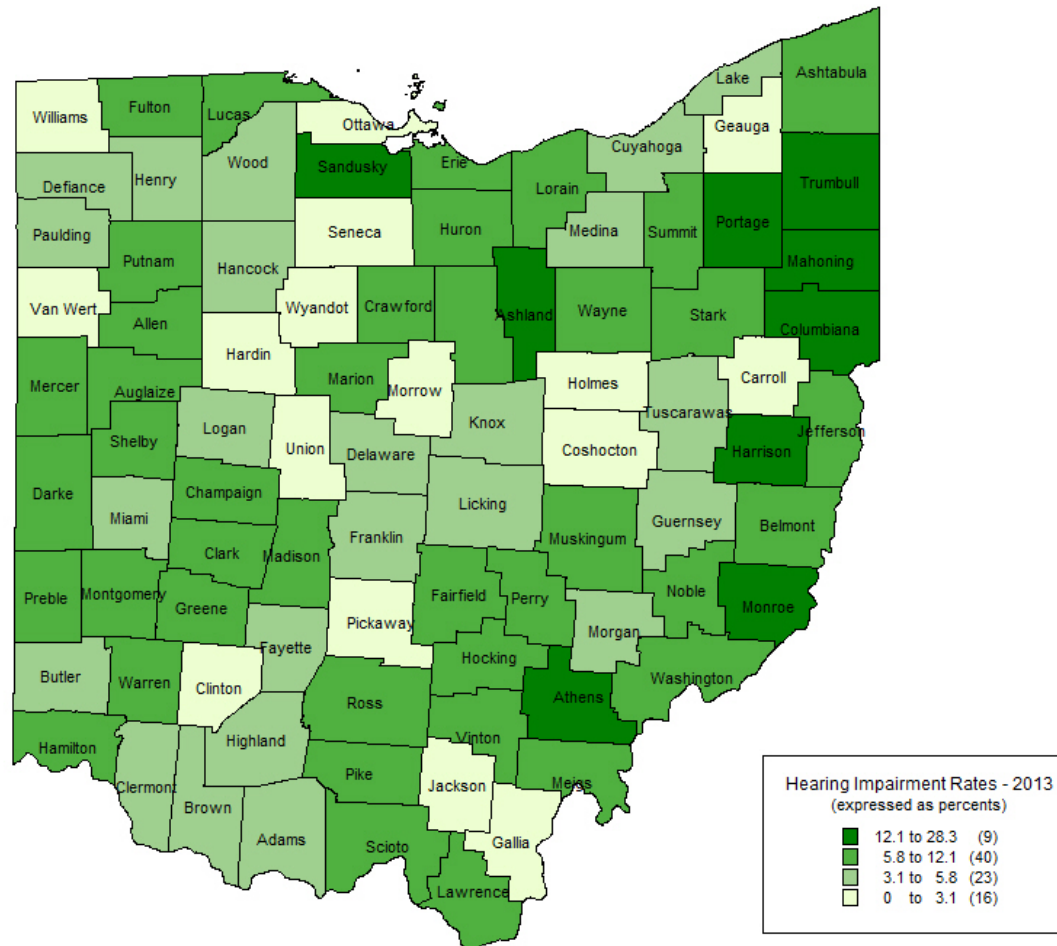 Ashtabula
Lake
Williams
Fulton
Lucas
Ottawa
Geauga
Wood
Cuyahoga
Erie
Sandusky
Henry
Trumbull
Defiance
Lorain
Portage
Seneca
Huron
Medina
Summit
Paulding
Putnam
Hancock
Mahoning
Van Wert
Wyandot
Crawford
Ashland
Wayne
Stark
Allen
Columbiana
Hardin
Marion
Carroll
Mercer
Auglaize
Morrow
Holmes
Tuscarawas
Logan
Knox
Shelby
Union
Delaware
Coshocton
Harrison
Jefferson
Darke
Champaign
Licking
Miami
Franklin
Guernsey
Belmont
Muskingum
Clark
Madison
Preble
Montgomery
Greene
Fairfield
Perry
Noble
Monroe
Pickaway
Morgan
Fayette
Hocking
Butler
Warren
Clinton
Washington
Ross
Athens
Highland
Vinton
Hamilton
Pike
Clermont
Jackson
Meigs
Brown
Adams
Scioto
Gallia
Lawrence
Hearing Impairment Rates - 2013
(expressed as percents)
12.1 to 28.3 (9)
5.8 to 12.1 (40)
3.1 to 5.8 (23)
0 to 3.1 (16)